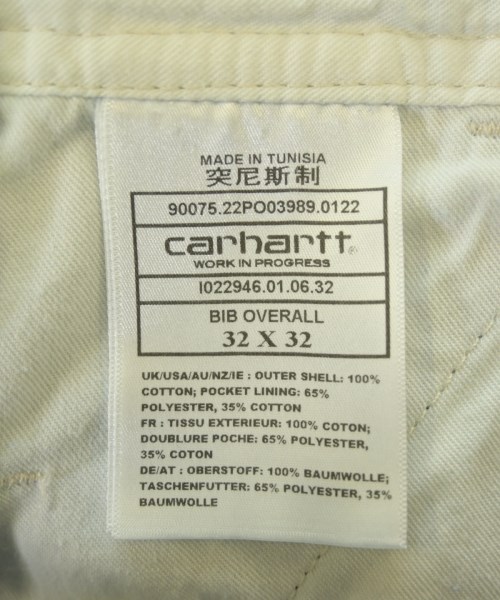 MADE IN TUNISIA
突尼斯制
90075.22PO03989.0122
carhartt
WORK IN PROGRESS
I022946.01.06.32
BIB OVERALL
32 X 32
UK/USA/AU/NZ/IE : OUTER SHELL: 100%
COTTON; POCKET LINING: 65%
POLYESTER, 35% COTTON
FR : TISSU EXTERIEUR: 100% COTON;
DOUBLURE POCHE: 65% POLYESTER,
35% COTON
DE/AT : OBERSTOFF: 100% BAUMWOLLE;
TASCHENFUTTER: 65% POLYESTER, 35%
BAUMWOLLE